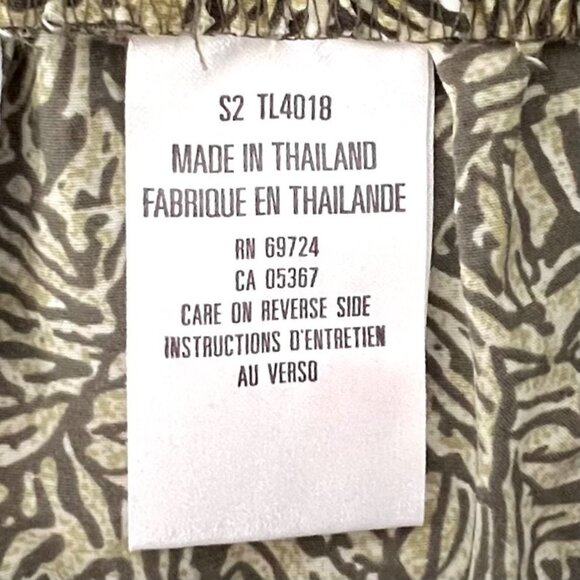 S2 TL4018
MADE IN THAILAND
FABRIQUE EN THAILANDE
RN 69724
CA 05367
CARE ON REVERSE SIDE
INSTRUCTIONS D'ENTRETIEN
AU VERSO